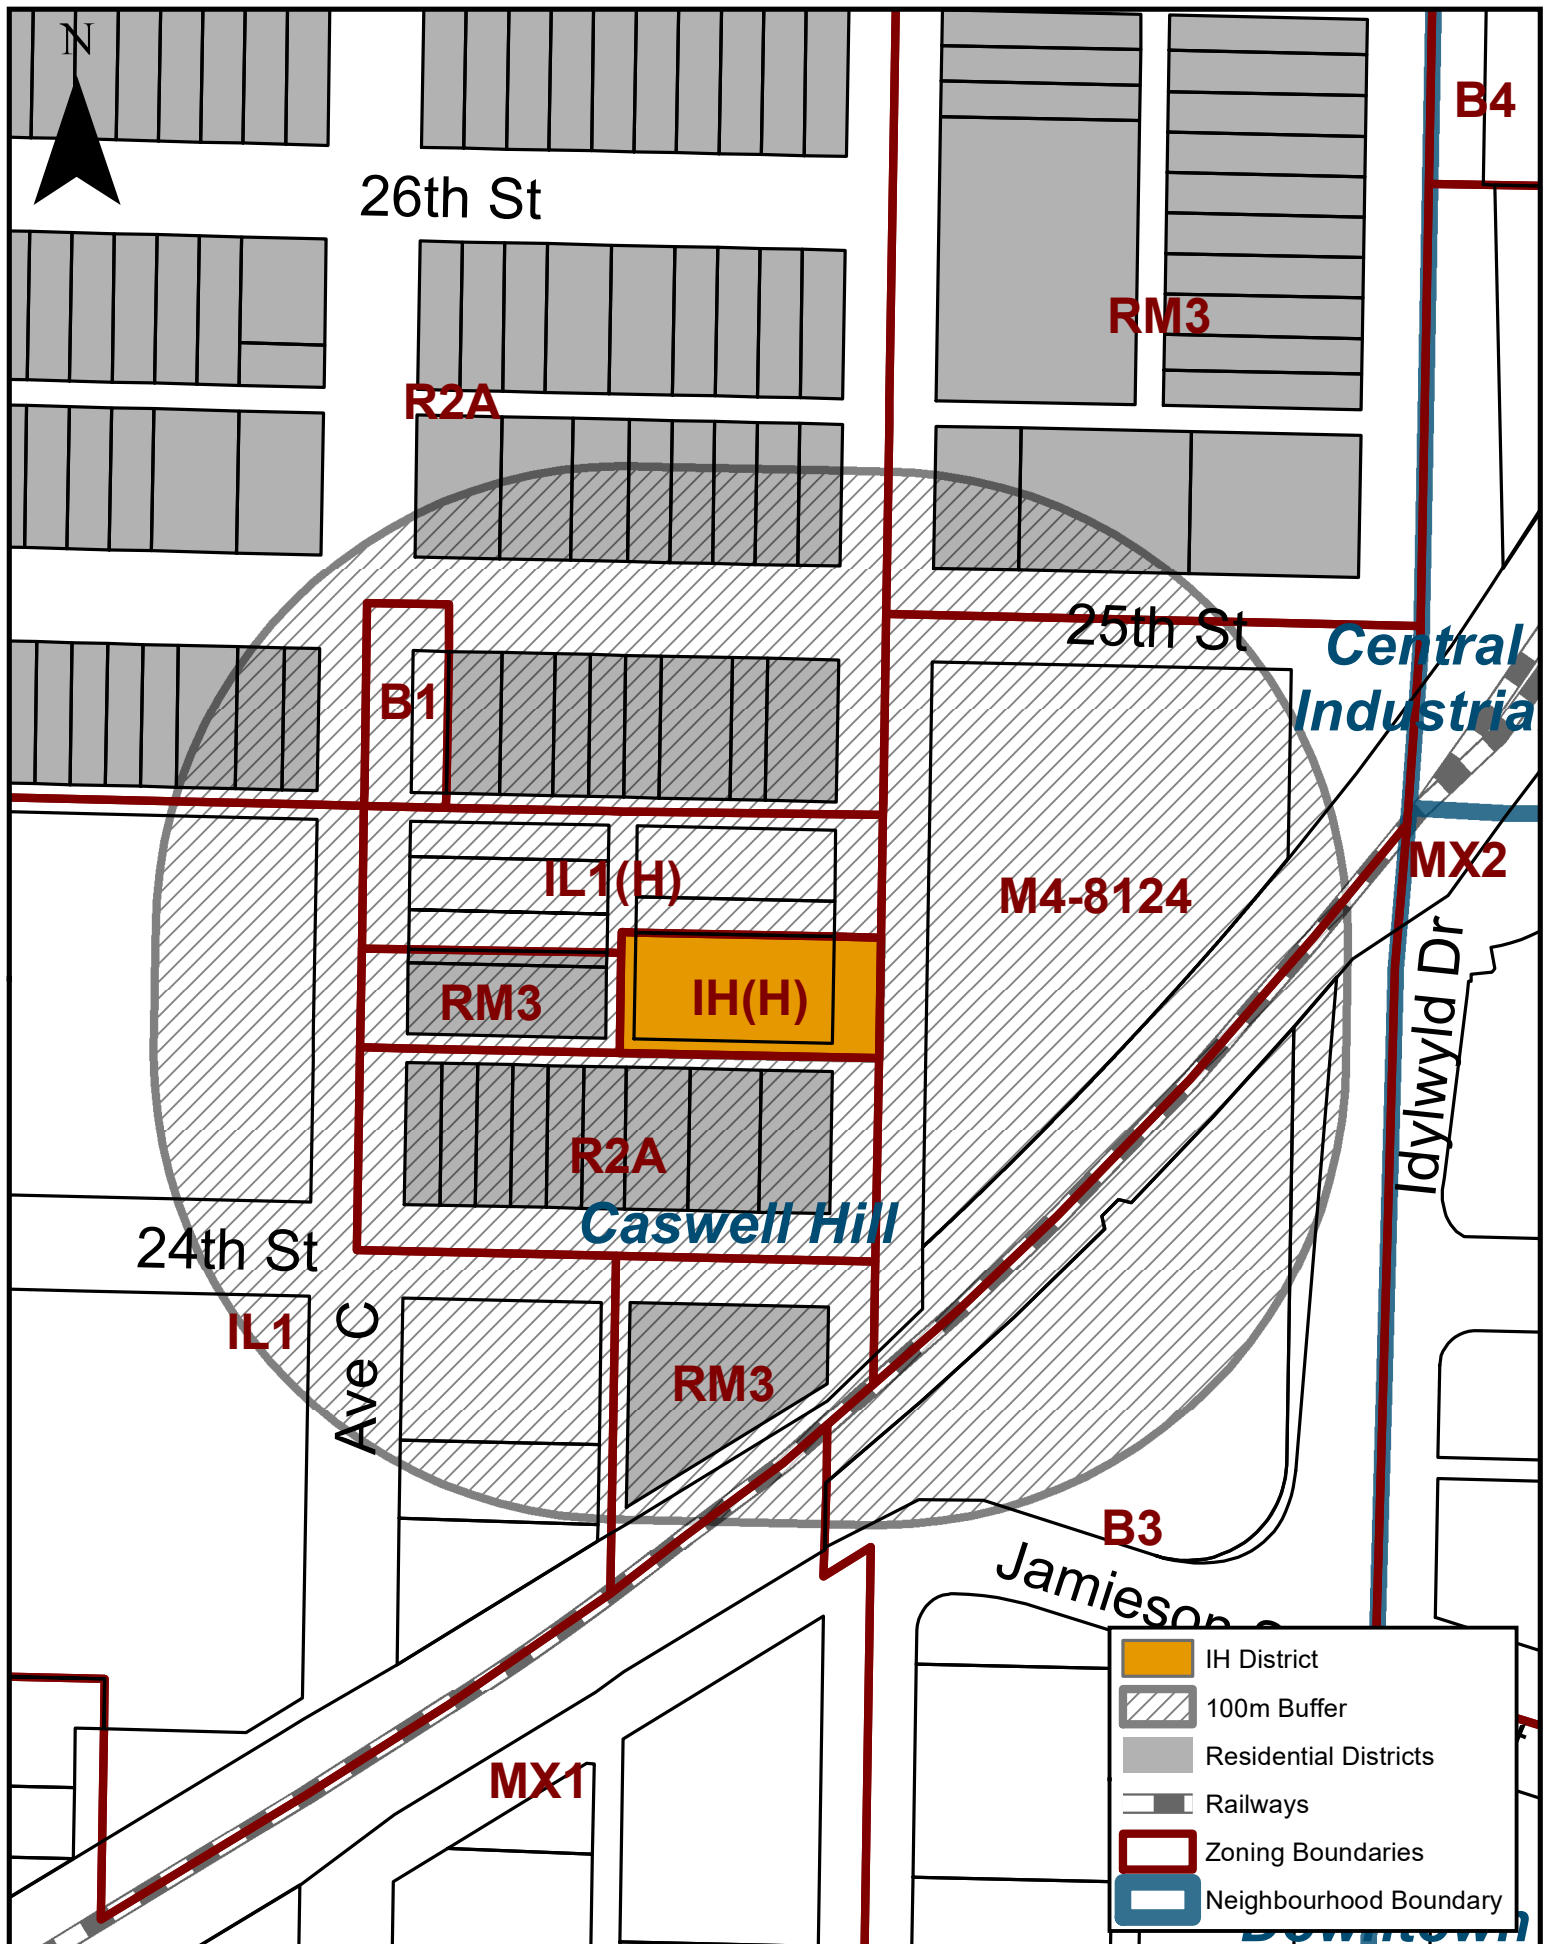 N
B4
26th St
RM3
R2A
25th St
Central
Industria
B1
MX2
IL1(H)
M4-8124
RM3
IH(H)
Idylwyld Dr
R2A
Caswell Hill
24th St
IL1
Ave C
RM3
B3
Jamieson
MX1
IH District
100m Buffer
Residential Districts
Railways
Zoning Boundaries
Neighbourhood Boundary
Downtown